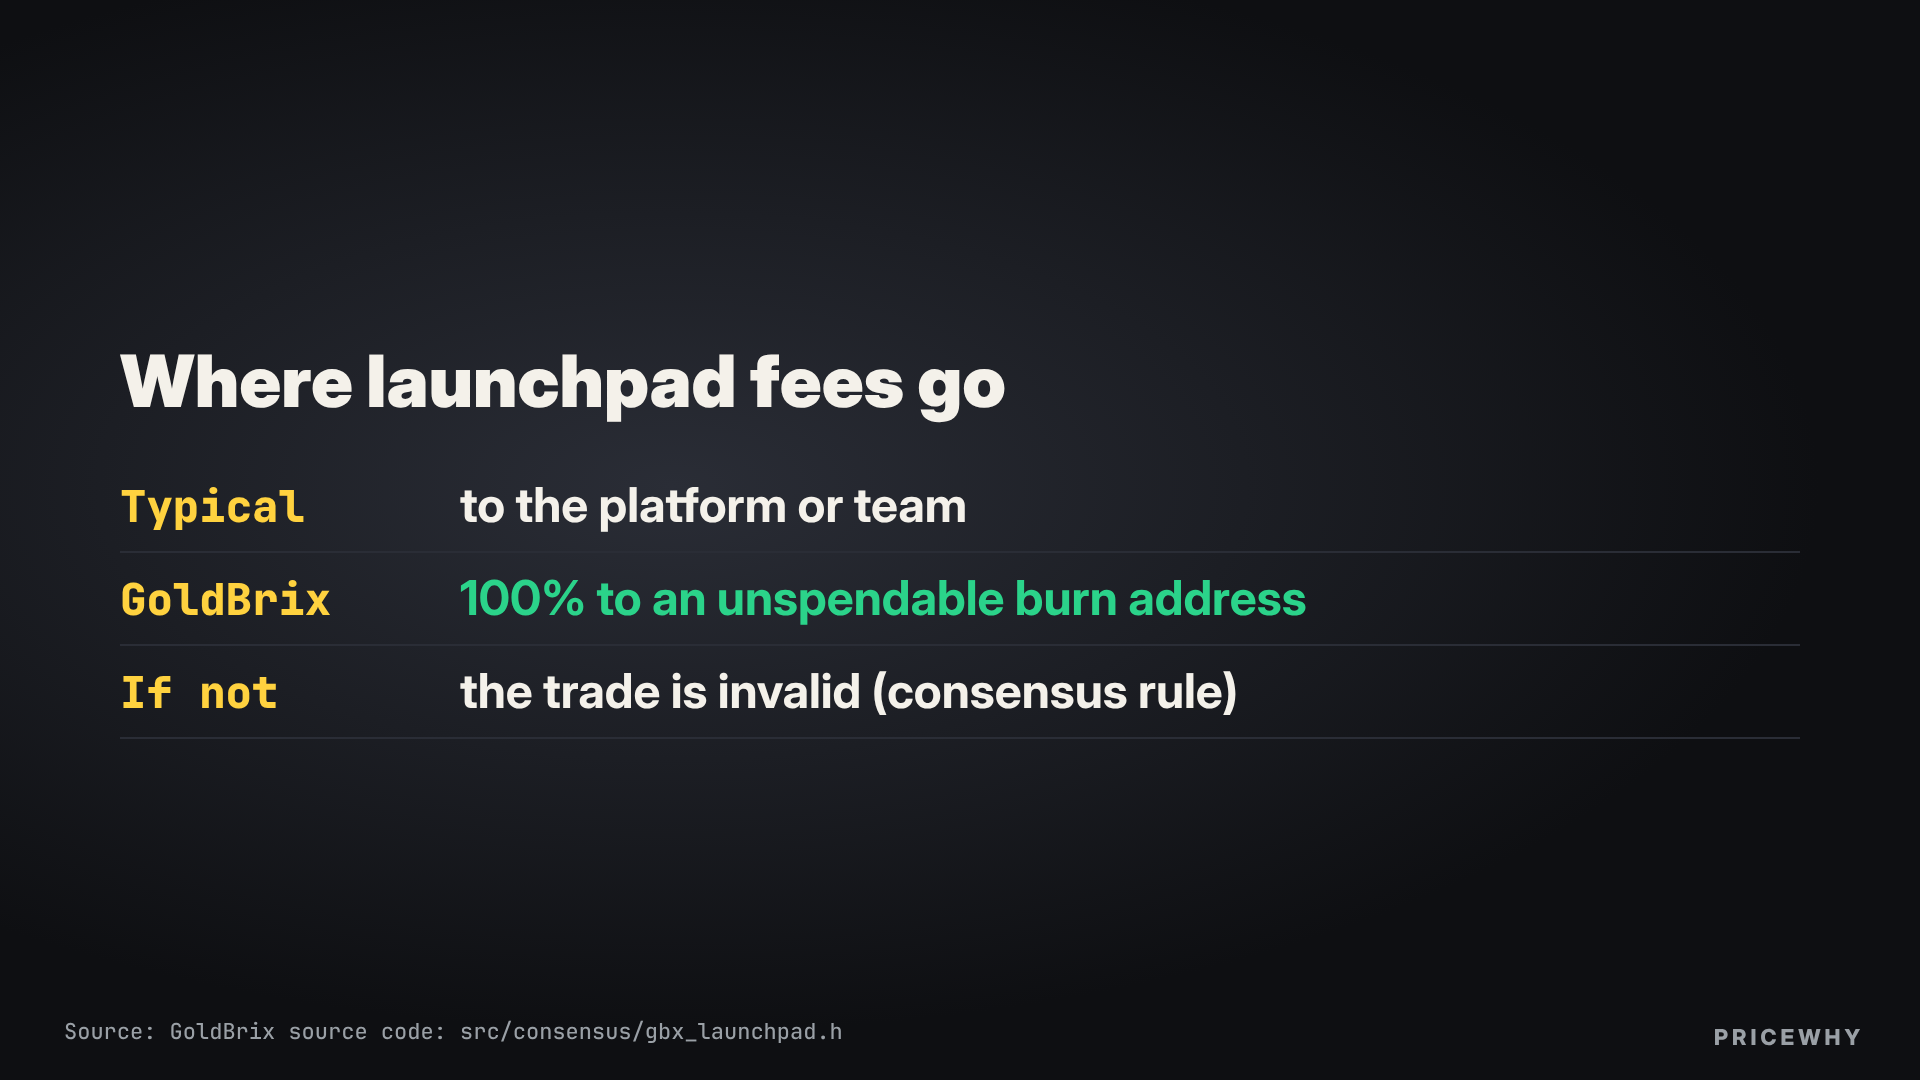 Where launchpad fees go
Typical to the platform or team
GoldBrix 100% to an unspendable burn address
If not the trade is invalid (consensus rule)
Source: GoldBrix source code: src/consensus/gbx_launchpad.h
PRICEWHY